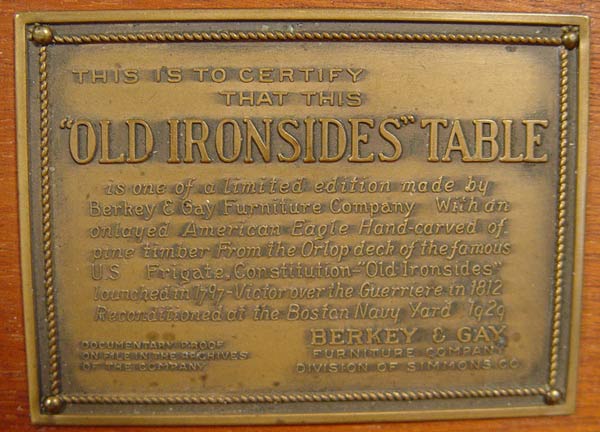 THIS IS TO CERTIFY
THAT THIS
"OLD IRONSIDES" TABLE
is one of a limited edition made by
Berkey & Gay Furniture Company With an
onlayed American Eagle Hand-carved of
pine timber From the Orlop deck of the famous
U S Frigate, Constitution-"Old Ironsides"
launched in 1797-Victor over the Guerriere in 1812
Reconditioned at the Boston Navy Yard 1929
DOCUMENTARY PROOF
ON FILE IN THE ARCHIVES
OF THE COMPANY
BERKEY & GAY
FURNITURE COMPANY
DIVISION OF SIMMONS CO